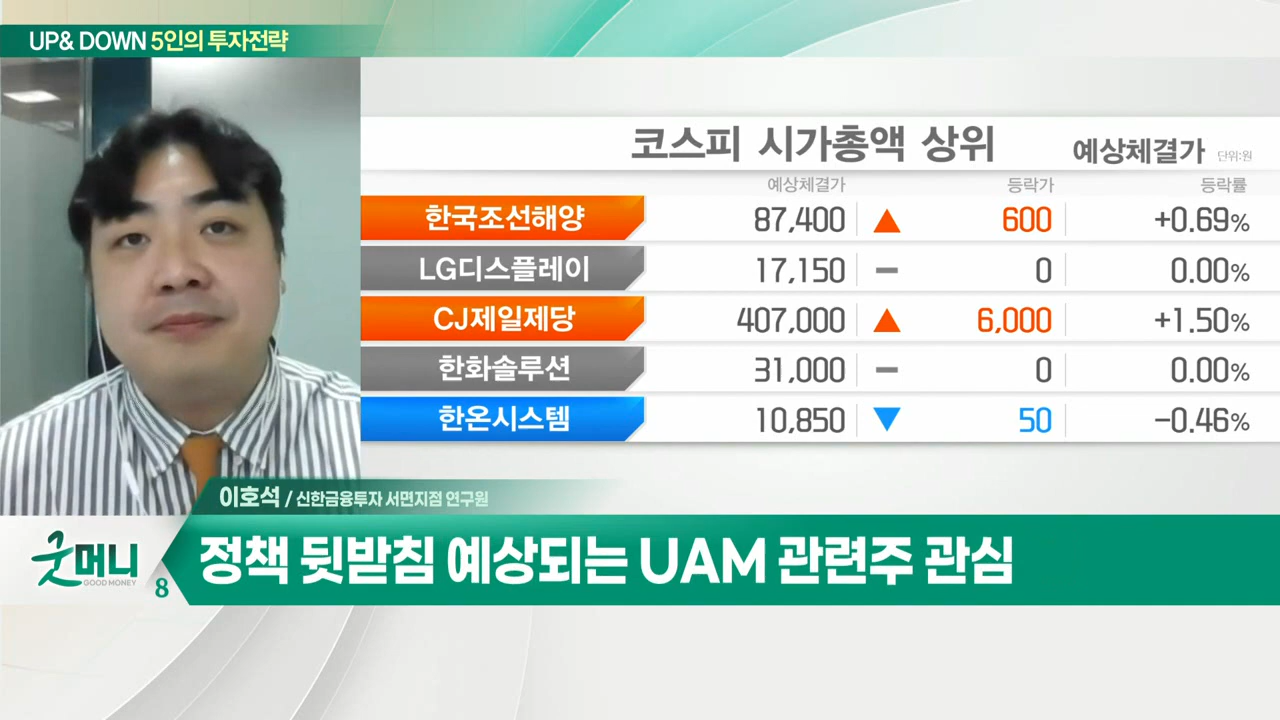 UP& DOWN 5인의 투자전략
코스피 시가총액 상위 예상체결가 단위:원
예상체결가 등락가 등락률
한국조선해양 87,400 ▲ 600 +0.69%
LG디스플레이 17,150 － 0 0.00%
CJ제일제당 407,000 ▲ 6,000 +1.50%
한화솔루션 31,000 － 0 0.00%
한온시스템 10,850 ▼ 50 -0.46%
이호석 / 신한금융투자 서면지점 연구원
굿머니
GOOD MONEY
8
정책 뒷받침 예상되는 UAM 관련주 관심